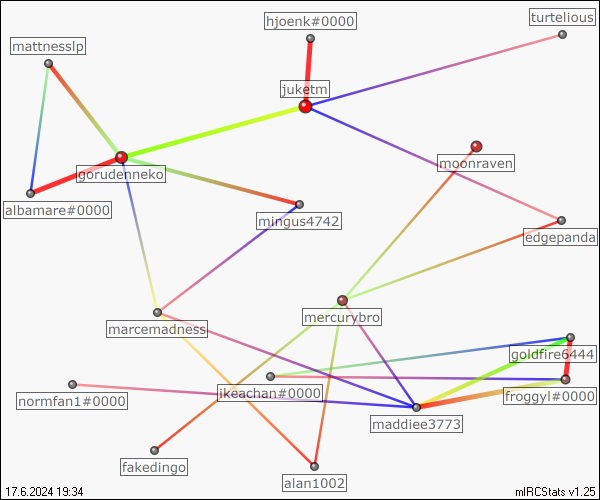 turtelious
hjoenk#0000
mattnesslp
juketm
moonraven
gorudenneko
albamare#0000
mingus4742
edgepanda
mercurybro
marcemadness
goldfire6444
jkeachan#0000
froggyl#0000
normfan1#0000
maddiee3773
fakedingo
alan1002
17.6.2024 19:34
mIRCStats v1.25